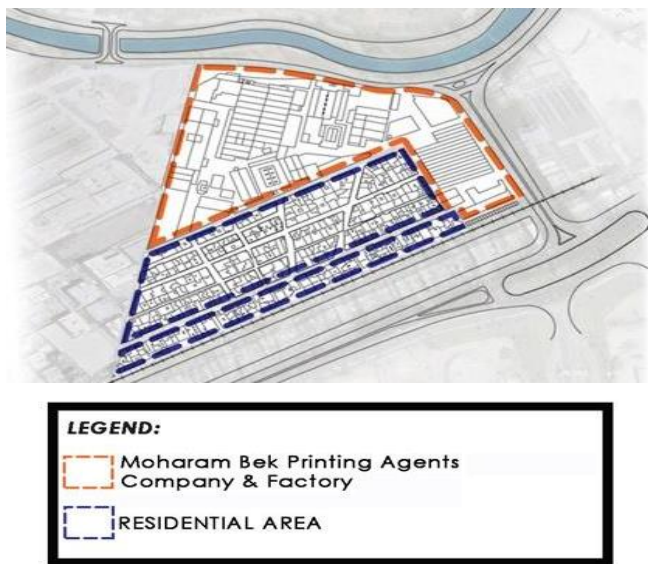 LEGEND:
Moharam Bek Printing Agents
Company & Factory
RESIDENTIAL AREA